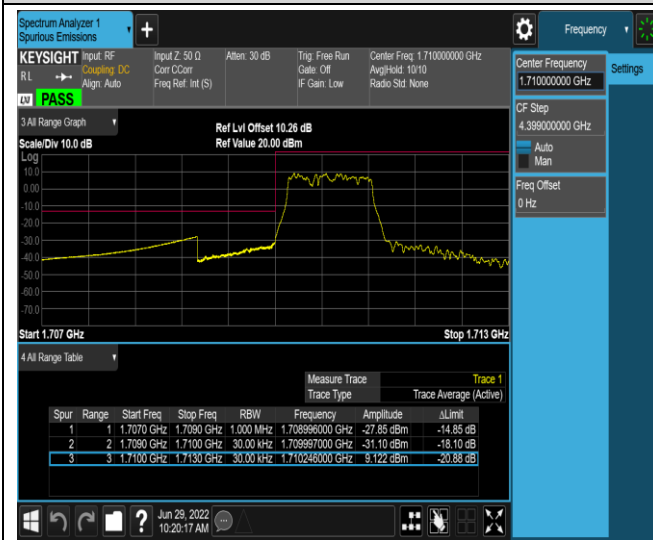 Spectrum Analyzer 1
Spurious Emissions
Frequency
KEYSIGHT
Input: RF
Input Z: 50 Ω
Atten: 30 dB
Trig: Free Run
Center Freq: 1.710000000 GHz
RL
Coupling: DC
Corr CCorr
Gate: Off
Avg|Hold: 10/10
Align: Auto
Freq Ref: Int (S)
IF Gain: Low
Radio Std: None
LXI
PASS
Center Frequency
1.710000000 GHz
Settings
CF Step
4.399000000 GHz
Auto
Man
Freq Offset
0 Hz
3 All Range Graph
Ref Lvl Offset 10.26 dB
Scale/Div 10.0 dB
Ref Value 20.00 dBm
Log
10.0
0.00
-10.0
-20.0
-30.0
-40.0
-50.0
-60.0
-70.0
Start 1.707 GHz
Stop 1.713 GHz
4 All Range Table
Measure Trace Trace 1
Trace Type Trace Average (Active)
Spur Range Start Freq Stop Freq RBW Frequency Amplitude ΔLimit
1 1 1.7070 GHz 1.7090 GHz 1.000 MHz 1.708996000 GHz -27.85 dBm -14.85 dB
2 2 1.7090 GHz 1.7100 GHz 30.00 kHz 1.709997000 GHz -31.10 dBm -18.10 dB
3 3 1.7100 GHz 1.7130 GHz 30.00 kHz 1.710246000 GHz 9.122 dBm -20.88 dB
Jun 29, 2022
10:20:17 AM